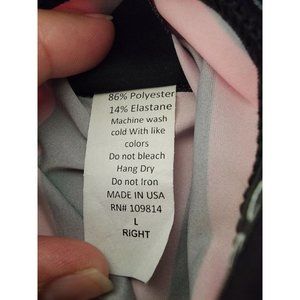 86% Polyester
14% Elastane
Machine wash
cold With like
colors
Do not bleach
Hang Dry
Do not Iron
MADE IN USA
RN# 109814
L
RIGHT